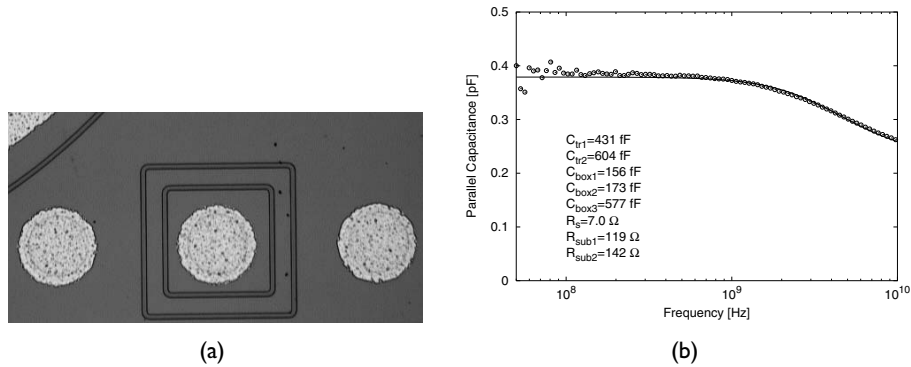 0.5
0.4
0.3
0.2
0.1
0
Parallel Capacitance [pF]
C_tr1=431 fF
C_tr2=604 fF
C_box1=156 fF
C_box2=173 fF
C_box3=577 fF
R_s=7.0 Ω
R_sub1=119 Ω
R_sub2=142 Ω
10^8 10^9 10^10
Frequency [Hz]
(a) (b)